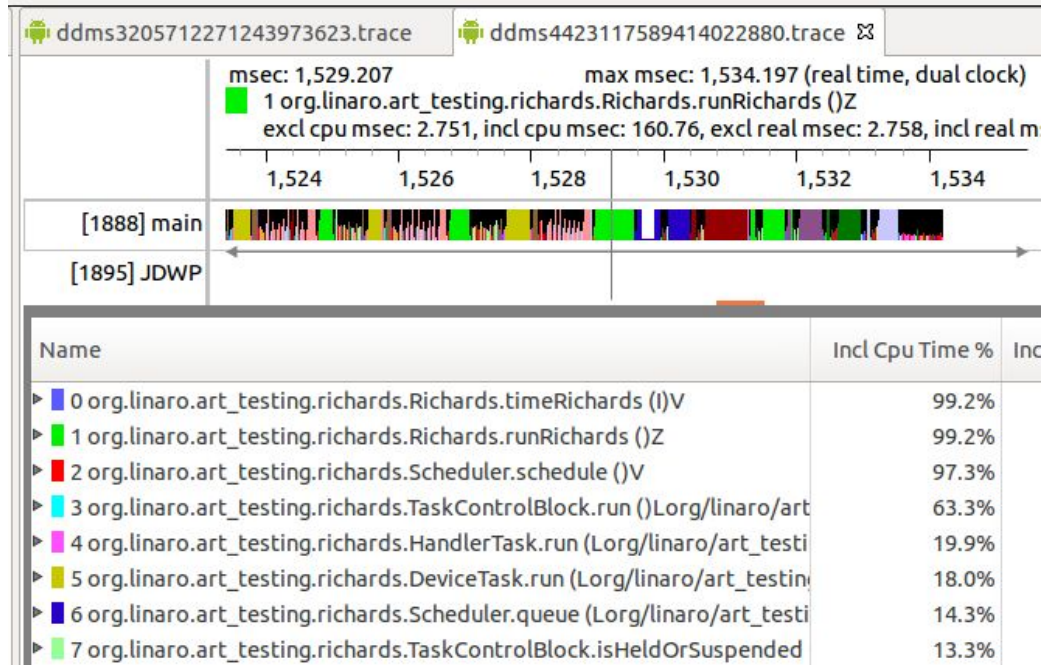 ddms3205712271243973623.trace ddms4423117589414022880.trace
msec: 1,529.207 max msec: 1,534.197 (real time, dual clock)
1 org.linaro.art_testing.richards.Richards.runRichards ()Z
excl cpu msec: 2.751, incl cpu msec: 160.76, excl real msec: 2.758, incl real m
1,524 1,526 1,528 1,530 1,532 1,534
[1888] main
[1895] JDWP
Name Incl Cpu Time % Inc
0 org.linaro.art_testing.richards.Richards.timeRichards (I)V 99.2%
1 org.linaro.art_testing.richards.Richards.runRichards ()Z 99.2%
2 org.linaro.art_testing.richards.Scheduler.schedule ()V 97.3%
3 org.linaro.art_testing.richards.TaskControlBlock.run ()Lorg/linaro/art 63.3%
4 org.linaro.art_testing.richards.HandlerTask.run (Lorg/linaro/art_testi 19.9%
5 org.linaro.art_testing.richards.DeviceTask.run (Lorg/linaro/art_testin 18.0%
6 org.linaro.art_testing.richards.Scheduler.queue (Lorg/linaro/art_testi 14.3%
7 org.linaro.art_testing.richards.TaskControlBlock.isHeldOrSuspended 13.3%